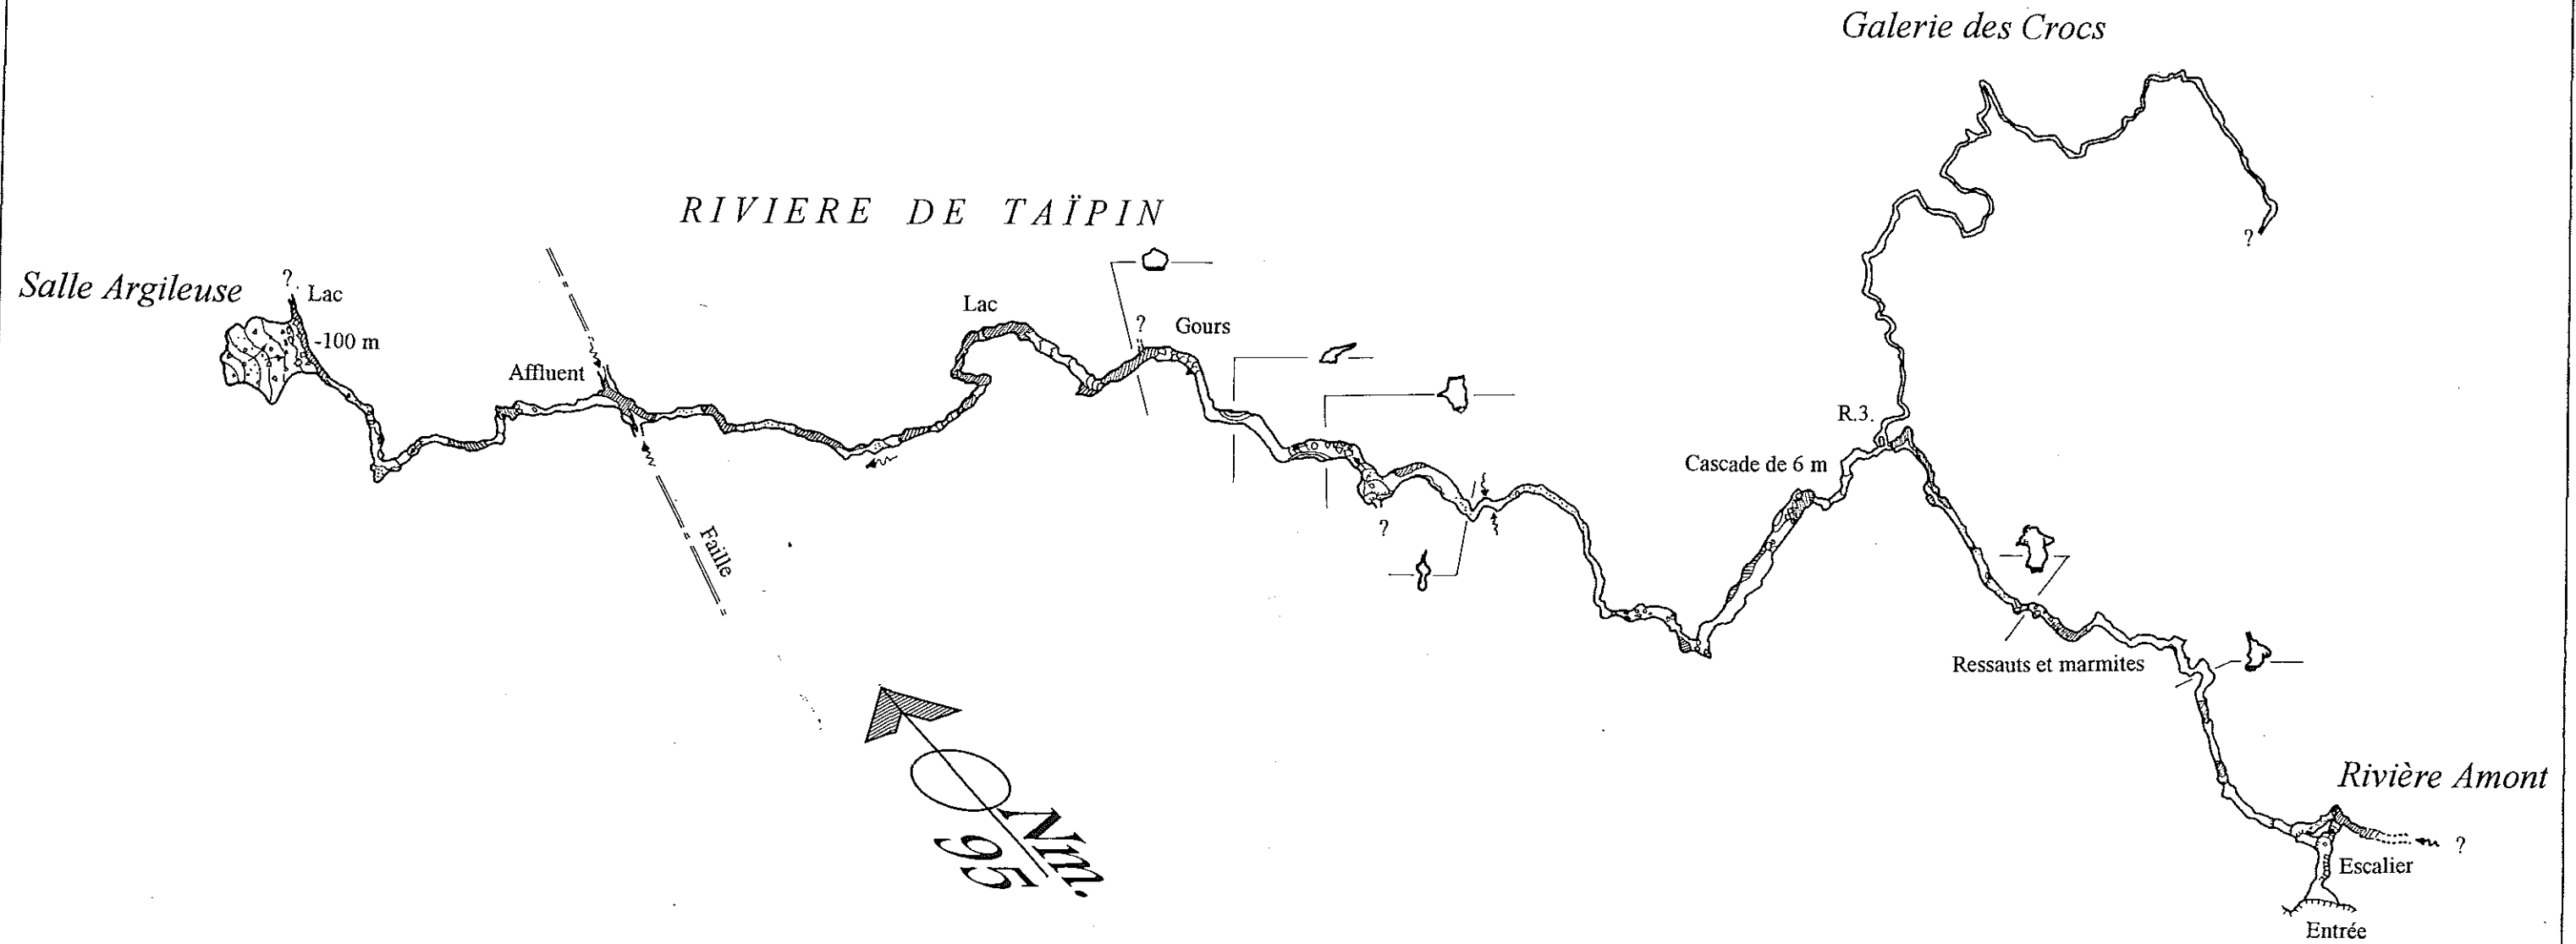 Galerie des Crocs
RIVIERE DE TAÏPIN
?
Salle Argileuse
?
Lac
-100 m
Lac
?
Gours
Affluent
R.3.
Cascade de 6 m
?
Faille
Ressauts et marmites
Nm.
95
Rivière Amont
?
Escalier
Entrée